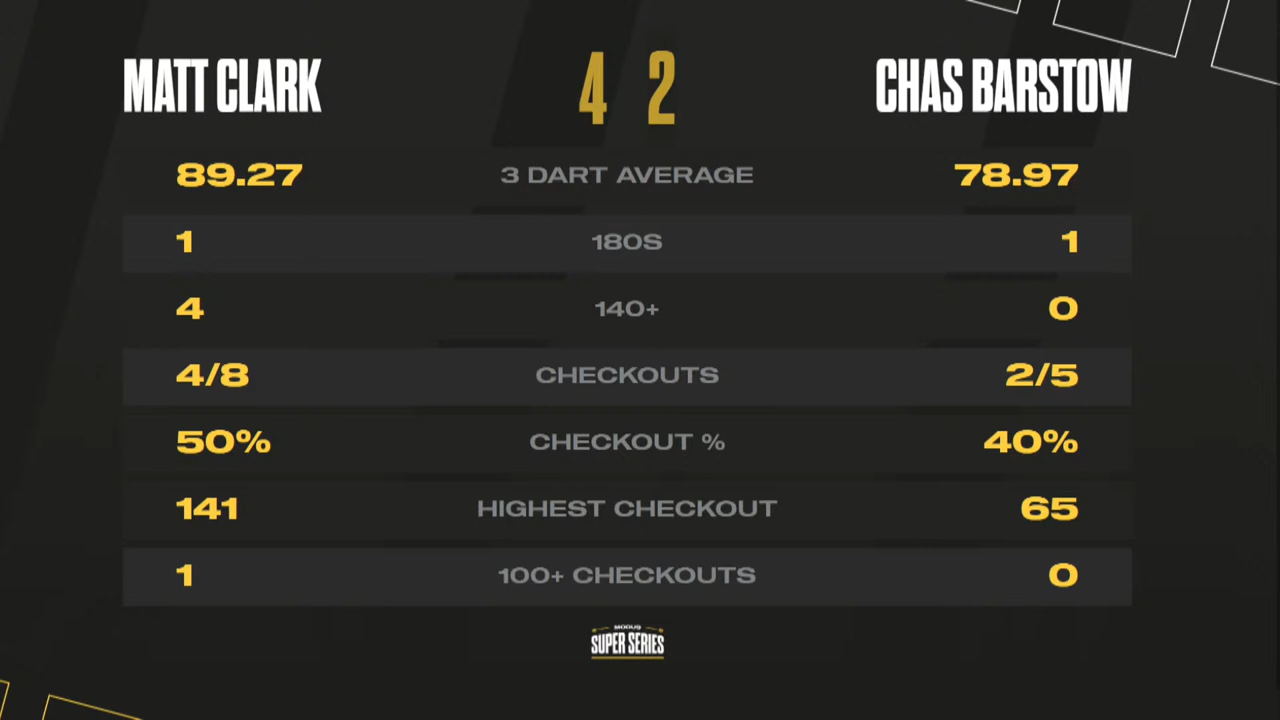 MATT CLARK 4 2 CHAS BARSTOW
89.27 3 DART AVERAGE 78.97
1 180S 1
4 140+ 0
4/8 CHECKOUTS 2/5
50% CHECKOUT % 40%
141 HIGHEST CHECKOUT 65
1 100+ CHECKOUTS 0
MODUS
SUPER SERIES